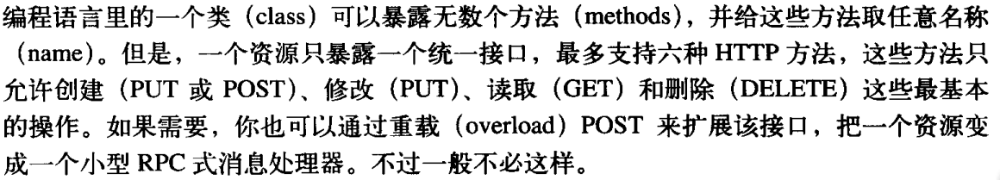 编程语言里的一个类（class）可以暴露无数个方法（methods），并给这些方法取任意名称
（name）。但是，一个资源只暴露一个统一接口，最多支持六种 HTTP 方法，这些方法只
允许创建（PUT 或 POST）、修改（PUT）、读取（GET）和删除（DELETE）这些最基本
的操作。如果需要，你也可以通过重载（overload）POST 来扩展该接口，把一个资源变
成一个小型 RPC 式消息处理器。不过一般不必这样。